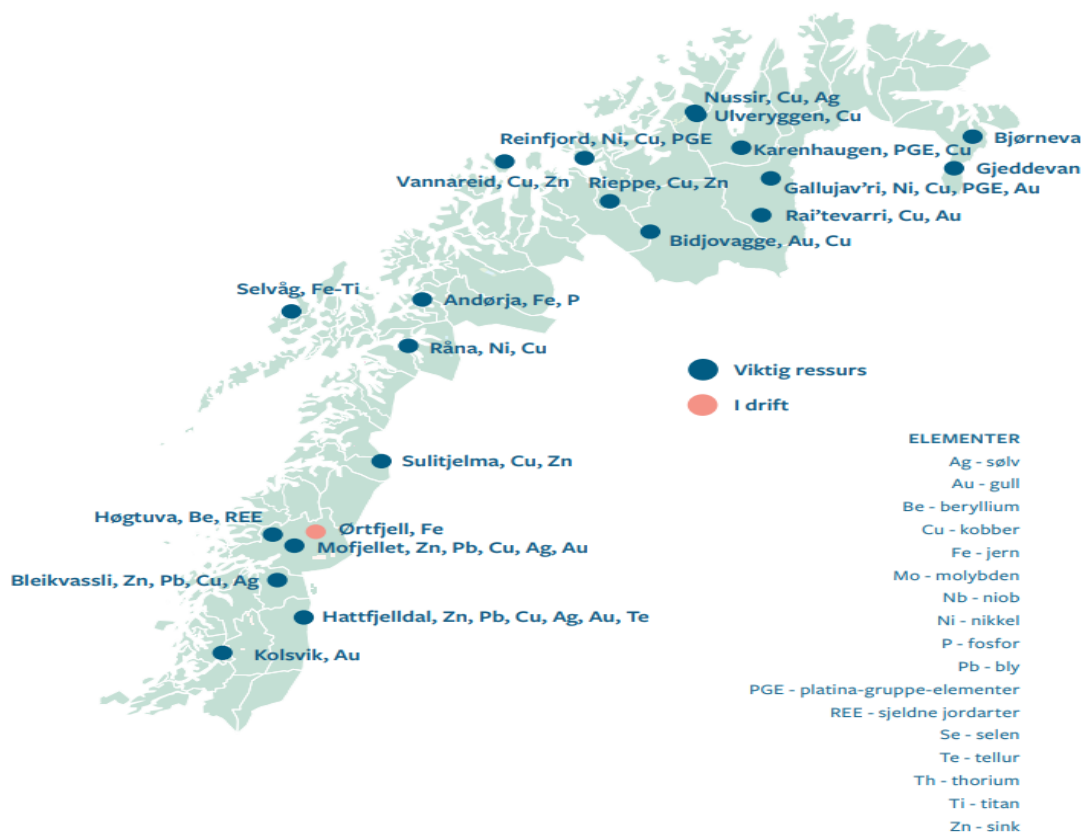 Nussir, Cu, Ag
Ulveryggen, Cu
Reinfjord, Ni, Cu, PGE
Bjørneva
Karenhaugen, PGE, Cu
Vannareid, Cu, Zn
Rieppe, Cu, Zn
Gjeddevan
Gallujav'ri, Ni, Cu, PGE, Au
Rai'tevarri, Cu, Au
Bidjovagge, Au, Cu
Selvåg, Fe-Ti
Andørja, Fe, P
Råna, Ni, Cu
Viktig ressurs
I drift
Sulitjelma, Cu, Zn
Høgtuva, Be, REE
Ørtfjell, Fe
Mofjellet, Zn, Pb, Cu, Ag, Au
Bleikvassli, Zn, Pb, Cu, Ag
Hattfjelldal, Zn, Pb, Cu, Ag, Au, Te
Kolsvik, Au
ELEMENTER
Ag - sølv
Au - gull
Be - beryllium
Cu - kobber
Fe - jern
Mo - molybden
Nb - niob
Ni - nikkel
P - fosfor
Pb - bly
PGE - platina-gruppe-elementer
REE - sjeldne jordarter
Se - selen
Te - tellur
Th - thorium
Ti - titan
Zn - sink